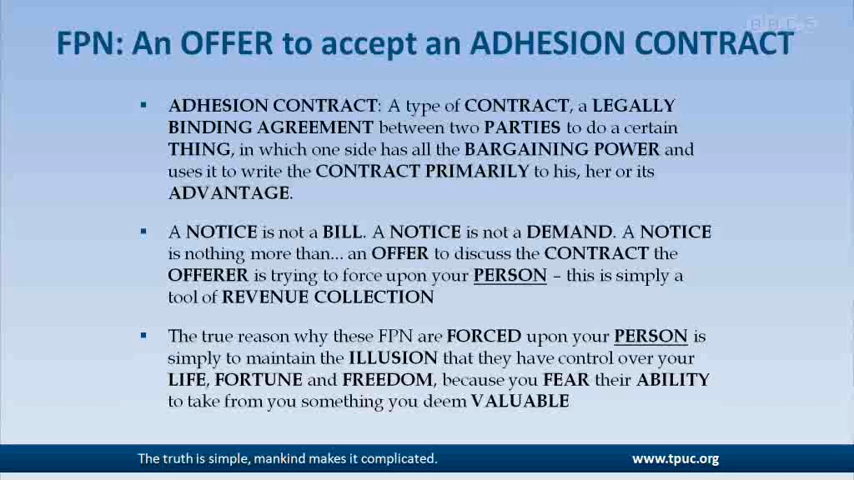 FPN: An OFFER to accept an ADHESION CONTRACT
▪ ADHESION CONTRACT: A type of CONTRACT, a LEGALLY
BINDING AGREEMENT between two PARTIES to do a certain
THING, in which one side has all the BARGAINING POWER and
uses it to write the CONTRACT PRIMARILY to his, her or its
ADVANTAGE.
▪ A NOTICE is not a BILL. A NOTICE is not a DEMAND. A NOTICE
is nothing more than... an OFFER to discuss the CONTRACT the
OFFERER is trying to force upon your PERSON – this is simply a
tool of REVENUE COLLECTION
▪ The true reason why these FPN are FORCED upon your PERSON is
simply to maintain the ILLUSION that they have control over your
LIFE, FORTUNE and FREEDOM, because you FEAR their ABILITY
to take from you something you deem VALUABLE
The truth is simple, mankind makes it complicated.
www.tpuc.org